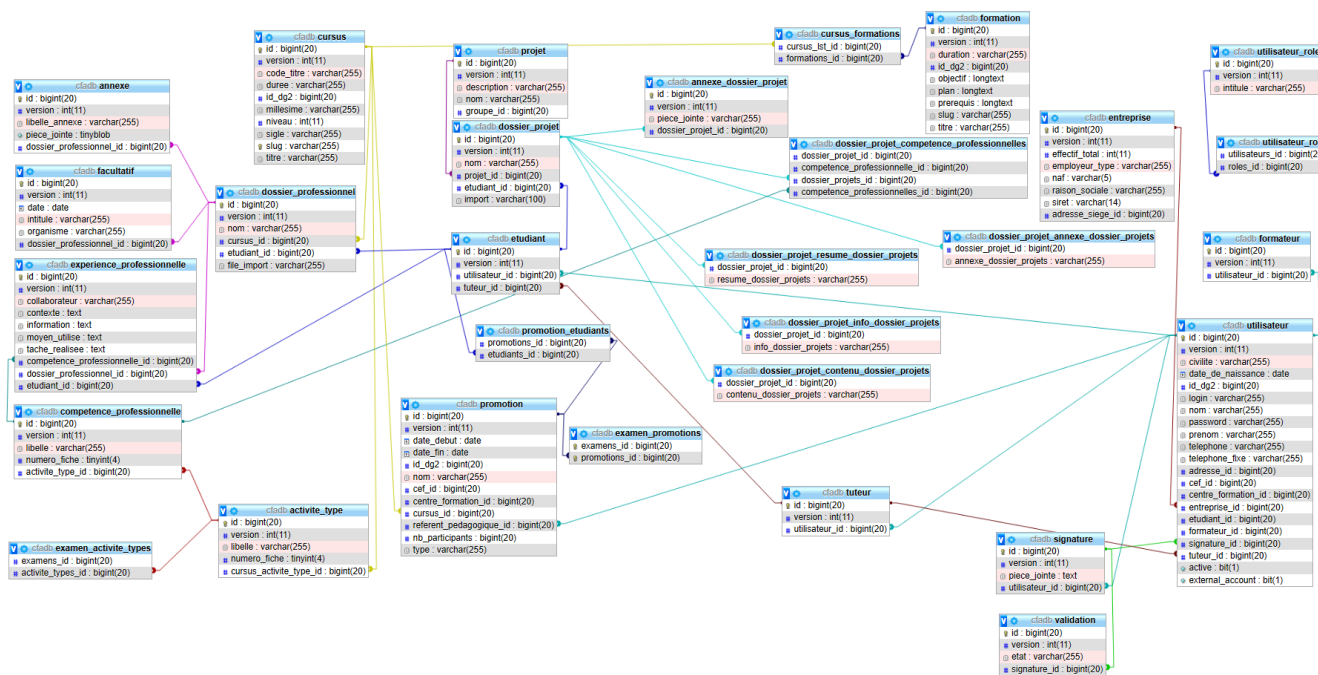 cfadb cursus
id : bigint(20)
version : int(11)
code_titre : varchar(255)
duree : varchar(255)
id_dg2 : bigint(20)
millesime : varchar(255)
niveau : int(11)
sigle : varchar(255)
slug : varchar(255)
titre : varchar(255)
cfadb projet
id : bigint(20)
version : int(11)
description : varchar(255)
nom : varchar(255)
groupe_id : bigint(20)
cfadb cursus_formations
cursus_lst_id : bigint(20)
formations_id : bigint(20)
cfadb formation
id : bigint(20)
version : int(11)
duration : varchar(255)
id_dg2 : bigint(20)
objectif : longtext
plan : longtext
prerequis : longtext
slug : varchar(255)
titre : varchar(255)
cfadb utilisateur_role
id : bigint(20)
version : int(11)
intitule : varchar(255)
cfadb annexe
id : bigint(20)
version : int(11)
libelle_annexe : varchar(255)
piece_jointe : tinyblob
dossier_professionnel_id : bigint(20)
cfadb annexe_dossier_projet
id : bigint(20)
version : int(11)
piece_jointe : varchar(255)
dossier_projet_id : bigint(20)
cfadb entreprise
id : bigint(20)
version : int(11)
effectif_total : int(11)
employeur_type : varchar(255)
naf : varchar(5)
raison_sociale : varchar(255)
siret : varchar(14)
adresse_siege_id : bigint(20)
cfadb dossier_projet
id : bigint(20)
version : int(11)
nom : varchar(255)
projet_id : bigint(20)
etudiant_id : bigint(20)
import : varchar(100)
cfadb dossier_projet_competence_professionnelles
dossier_projet_id : bigint(20)
competence_professionnelle_id : bigint(20)
dossier_projets_id : bigint(20)
competence_professionnelles_id : bigint(20)
cfadb utilisateur_ro
utilisateurs_id : bigint(2
roles_id : bigint(20)
cfadb facultatif
id : bigint(20)
version : int(11)
date : date
intitule : varchar(255)
organisme : varchar(255)
dossier_professionnel_id : bigint(20)
cfadb dossier_professionnel
id : bigint(20)
version : int(11)
nom : varchar(255)
cursus_id : bigint(20)
etudiant_id : bigint(20)
file_import : varchar(255)
cfadb etudiant
id : bigint(20)
version : int(11)
utilisateur_id : bigint(20)
tuteur_id : bigint(20)
cfadb dossier_projet_annexe_dossier_projets
dossier_projet_id : bigint(20)
annexe_dossier_projets : varchar(255)
cfadb formateur
id : bigint(20)
version : int(11)
utilisateur_id : bigint(20)
cfadb dossier_projet_resume_dossier_projets
dossier_projet_id : bigint(20)
resume_dossier_projets : varchar(255)
cfadb experience_professionnelle
id : bigint(20)
version : int(11)
collaborateur : varchar(255)
contexte : text
information : text
moyen_utilise : text
tache_realisee : text
competence_professionnelle_id : bigint(20)
dossier_professionnel_id : bigint(20)
etudiant_id : bigint(20)
cfadb promotion_etudiants
promotions_id : bigint(20)
etudiants_id : bigint(20)
cfadb dossier_projet_info_dossier_projets
dossier_projet_id : bigint(20)
info_dossier_projets : varchar(255)
cfadb utilisateur
id : bigint(20)
version : int(11)
civilite : varchar(255)
date_de_naissance : date
id_dg2 : bigint(20)
login : varchar(255)
nom : varchar(255)
password : varchar(255)
prenom : varchar(255)
telephone : varchar(255)
telephone_fixe : varchar(255)
adresse_id : bigint(20)
cef_id : bigint(20)
centre_formation_id : bigint(20)
entreprise_id : bigint(20)
etudiant_id : bigint(20)
formateur_id : bigint(20)
signature_id : bigint(20)
tuteur_id : bigint(20)
active : bit(1)
external_account : bit(1)
cfadb dossier_projet_contenu_dossier_projets
dossier_projet_id : bigint(20)
contenu_dossier_projets : varchar(255)
cfadb competence_professionnelle
id : bigint(20)
version : int(11)
libelle : varchar(255)
numero_fiche : tinyint(4)
activite_type_id : bigint(20)
cfadb promotion
id : bigint(20)
version : int(11)
date_debut : date
date_fin : date
id_dg2 : bigint(20)
nom : varchar(255)
cef_id : bigint(20)
centre_formation_id : bigint(20)
cursus_id : bigint(20)
referent_pedagogique_id : bigint(20)
nb_participants : bigint(20)
type : varchar(255)
cfadb examen_promotions
examens_id : bigint(20)
promotions_id : bigint(20)
cfadb tuteur
id : bigint(20)
version : int(11)
utilisateur_id : bigint(20)
cfadb activite_type
id : bigint(20)
version : int(11)
libelle : varchar(255)
numero_fiche : tinyint(4)
cursus_activite_type_id : bigint(20)
cfadb examen_activite_types
examens_id : bigint(20)
activite_types_id : bigint(20)
cfadb signature
id : bigint(20)
version : int(11)
piece_jointe : text
utilisateur_id : bigint(20)
cfadb validation
id : bigint(20)
version : int(11)
etat : varchar(255)
signature_id : bigint(20)